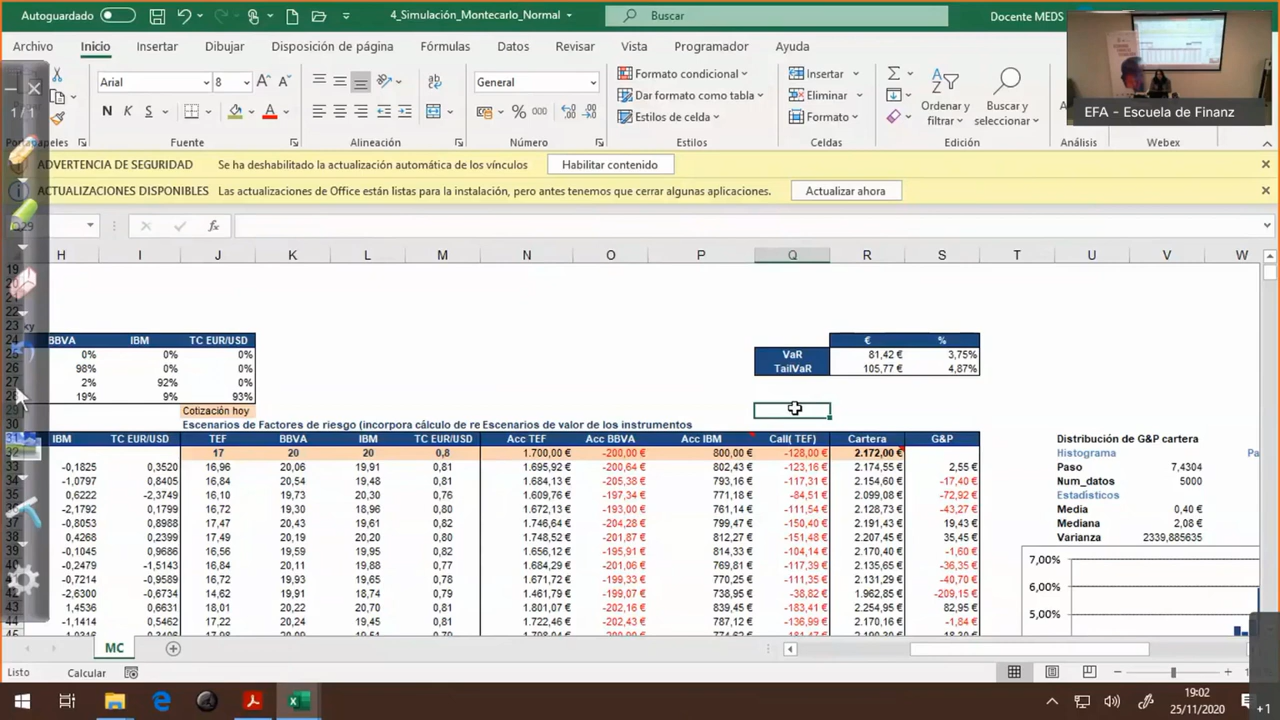 Autoguardado
4_Simulación_Montecarlo_Normal
Buscar
Docente MEDS
Archivo Inicio Insertar Dibujar Disposición de página Fórmulas Datos Revisar Vista Programador Ayuda
EFA - Escuela de Finanz
1/1
Arial 8
N K S
General
% 000
Formato condicional
Dar formato como tabla
Estilos de celda
Insertar
Eliminar
Formato
Ordenar y filtrar
Buscar y seleccionar
Fuente Alineación Número Estilos Celdas Edición Análisis Webex
ADVERTENCIA DE SEGURIDAD Se ha deshabilitado la actualización automática de los vínculos Habilitar contenido
ACTUALIZACIONES DISPONIBLES Las actualizaciones de Office están listas para la instalación, pero antes tenemos que cerrar algunas aplicaciones. Actualizar ahora
Q29 fx
H I J K L M N O P Q R S T U V W
BBVA IBM TC EUR/USD € %
0% 0% 0% VaR 81,42 € 3,75%
98% 0% 0% TailVaR 105,77 € 4,87%
2% 92% 0%
19% 9% 93%
Cotización hoy
Escenarios de Factores de riesgo (incorpora cálculo de re Escenarios de valor de los instrumentos
IBM TC EUR/USD TEF BBVA IBM TC EUR/USD Acc TEF Acc BBVA Acc IBM Call( TEF) Cartera G&P Distribución de G&P cartera
17 20 20 0,8 1.700,00 € -200,00 € 800,00 € -128,00 € 2.172,00 € Histograma Pa
-0,1825 0,3520 16,96 20,06 19,91 0,81 1.695,92 € -200,64 € 802,43 € -123,16 € 2.174,55 € 2,55 € Paso 7,4304
-1,0797 0,8405 16,84 20,54 19,48 0,81 1.684,13 € -205,38 € 793,16 € -117,31 € 2.154,60 € -17,40 € Num_datos 5000
0,6222 -2,3749 16,10 19,73 20,30 0,76 1.609,76 € -197,34 € 771,18 € -84,51 € 2.099,08 € -72,92 € Estadísticos
-2,1792 0,1799 16,72 19,30 18,96 0,80 1.672,13 € -193,00 € 761,14 € -111,54 € 2.128,73 € -43,27 € Media 0,40 €
-0,8053 0,8988 17,47 20,43 19,61 0,82 1.746,64 € -204,28 € 799,47 € -150,40 € 2.191,43 € 19,43 € Mediana 2,08 €
0,4268 0,2399 17,49 20,19 20,20 0,80 1.748,52 € -201,87 € 812,27 € -151,48 € 2.207,45 € 35,45 € Varianza 2339,885635
-0,1045 0,9686 16,56 19,59 19,95 0,82 1.656,12 € -195,91 € 814,33 € -104,14 € 2.170,40 € -1,60 €
-0,2479 -1,5143 16,84 20,11 19,88 0,77 1.684,29 € -201,06 € 769,81 € -117,39 € 2.135,65 € -36,35 € 7,00%
-0,7214 -0,9589 16,72 19,93 19,65 0,78 1.671,72 € -199,33 € 770,25 € -111,35 € 2.131,29 € -40,70 € 6,00%
-2,6300 -0,6734 14,62 19,91 18,74 0,79 1.461,67 € -199,07 € 738,95 € -38,82 € 1.962,85 € -209,15 €
1,4536 0,6631 18,01 20,22 20,70 0,81 1.801,07 € -202,16 € 839,45 € -183,41 € 2.254,95 € 82,95 € 5,00%
-1,1414 0,5462 17,22 20,24 19,45 0,81 1.722,46 € -202,42 € 787,12 € -136,99 € 2.170,16 € -1,84 €
MC
Listo Calcular
19:02
25/11/2020
+1